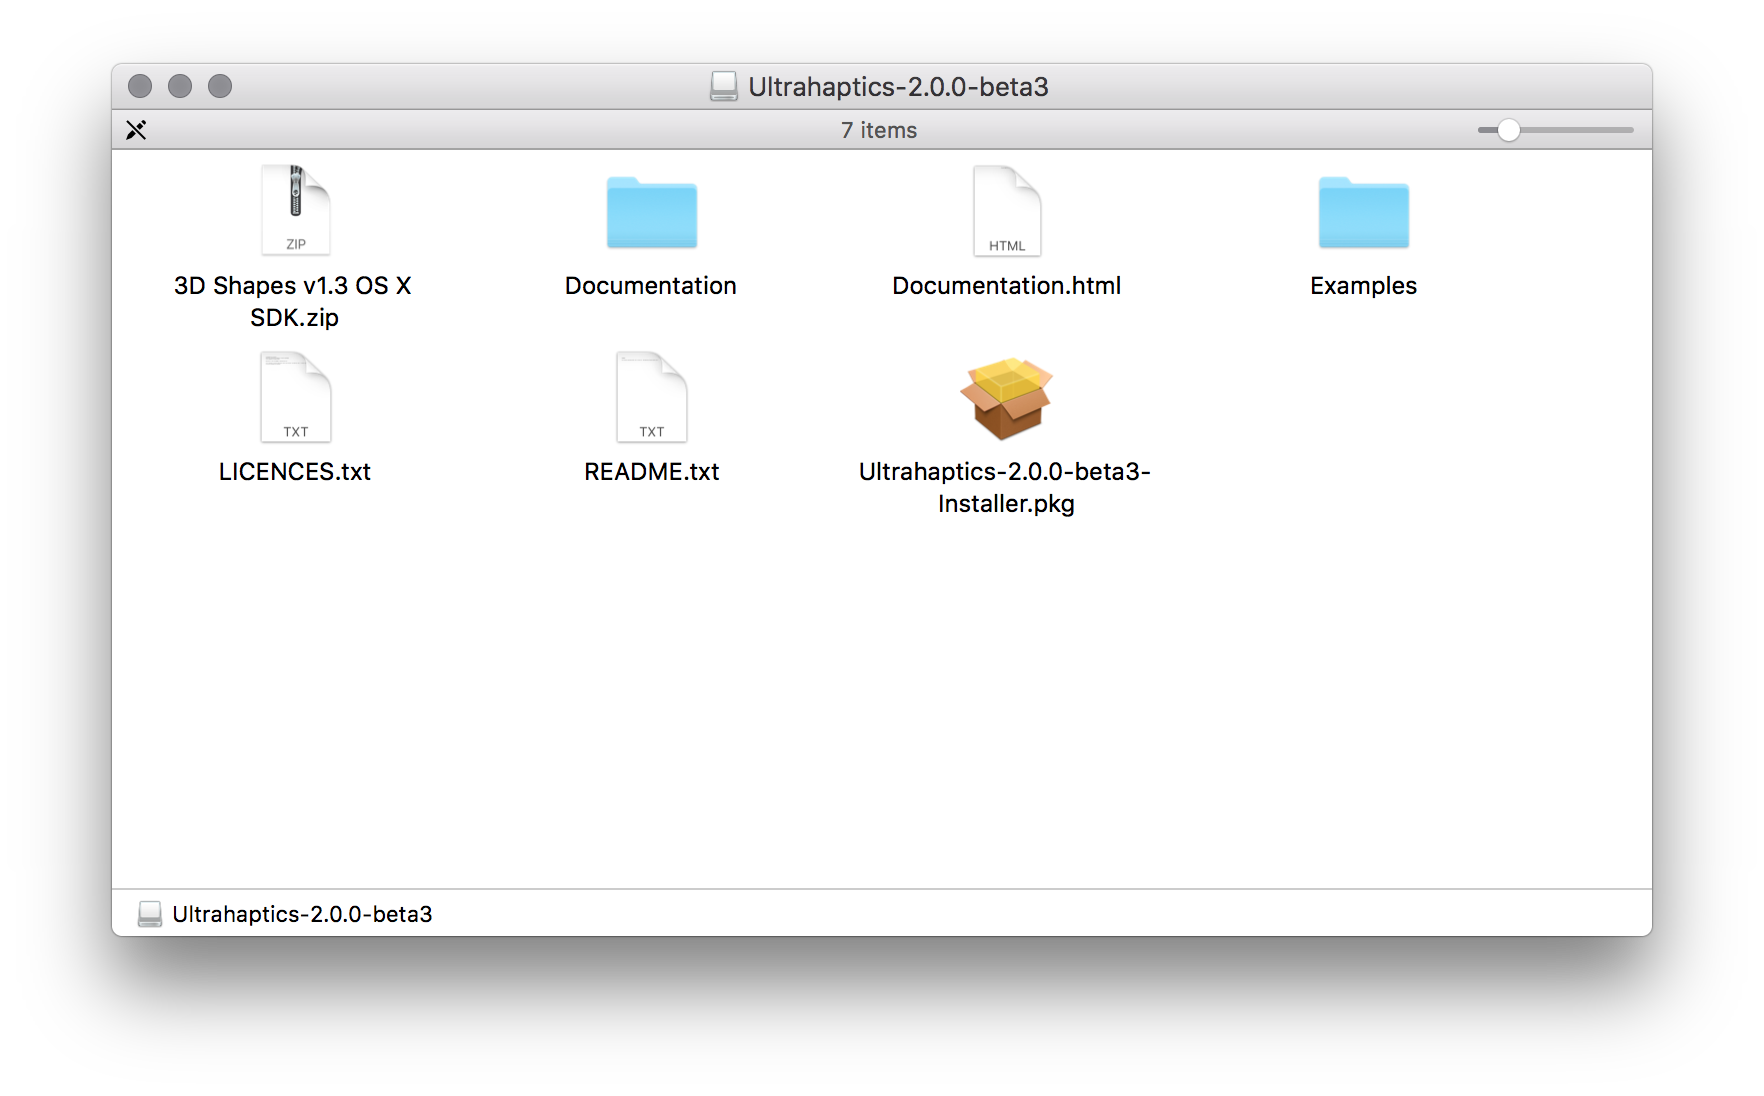 Ultrahaptics-2.0.0-beta3
7 items
ZIP
3D Shapes v1.3 OS X
SDK.zip
Documentation
HTML
Documentation.html
Examples
TXT
LICENCES.txt
TXT
README.txt
Ultrahaptics-2.0.0-beta3-
Installer.pkg
Ultrahaptics-2.0.0-beta3